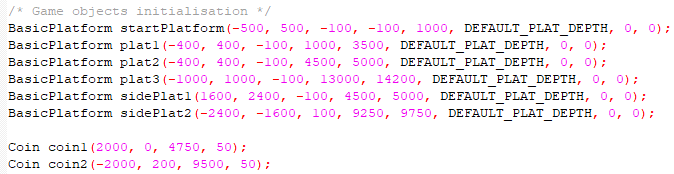 /* Game objects initialisation */
BasicPlatform startPlatform(-500, 500, -100, -100, 1000, DEFAULT_PLAT_DEPTH, 0, 0);
BasicPlatform plat1(-400, 400, -100, 1000, 3500, DEFAULT_PLAT_DEPTH, 0, 0);
BasicPlatform plat2(-400, 400, -100, 4500, 5000, DEFAULT_PLAT_DEPTH, 0, 0);
BasicPlatform plat3(-1000, 1000, -100, 13000, 14200, DEFAULT_PLAT_DEPTH, 0, 0);
BasicPlatform sidePlat1(1600, 2400, -100, 4500, 5000, DEFAULT_PLAT_DEPTH, 0, 0);
BasicPlatform sidePlat2(-2400, -1600, 100, 9250, 9750, DEFAULT_PLAT_DEPTH, 0, 0);
Coin coin1(2000, 0, 4750, 50);
Coin coin2(-2000, 200, 9500, 50);